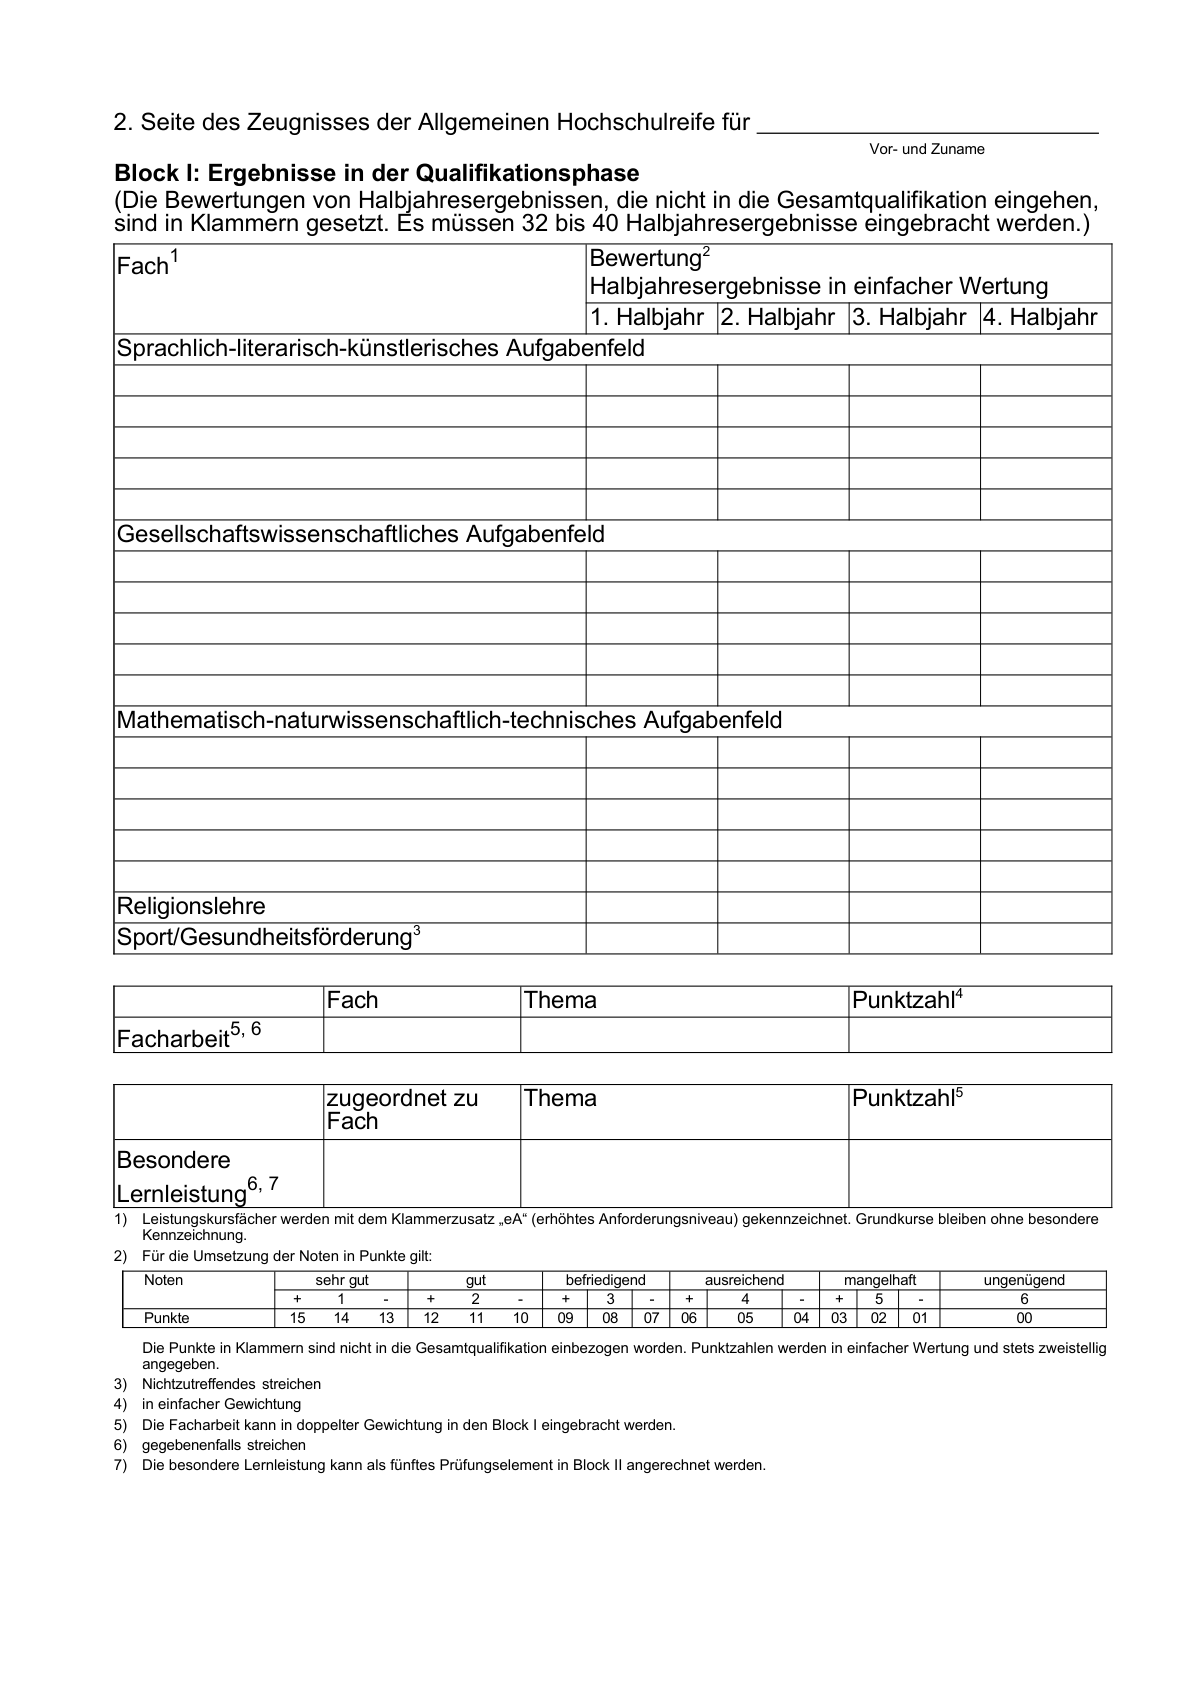 2. Seite des Zeugnisses der Allgemeinen Hochschulreife für ____________________________
Vor- und Zuname
Block I: Ergebnisse in der Qualifikationsphase
(Die Bewertungen von Halbjahresergebnissen, die nicht in die Gesamtqualifikation eingehen,
sind in Klammern gesetzt. Es müssen 32 bis 40 Halbjahresergebnisse eingebracht werden.)
Fach1
Bewertung2
Halbjahresergebnisse in einfacher Wertung
1. Halbjahr 2. Halbjahr 3. Halbjahr 4. Halbjahr
Sprachlich-literarisch-künstlerisches Aufgabenfeld
Gesellschaftswissenschaftliches Aufgabenfeld
Mathematisch-naturwissenschaftlich-technisches Aufgabenfeld
Religionslehre
Sport/Gesundheitsförderung3
Fach Thema Punktzahl4
Facharbeit5, 6
zugeordnet zu
Fach
Thema Punktzahl5
Besondere
Lernleistung6, 7
1) Leistungskursfächer werden mit dem Klammerzusatz „eA“ (erhöhtes Anforderungsniveau) gekennzeichnet. Grundkurse bleiben ohne besondere
Kennzeichnung.
2) Für die Umsetzung der Noten in Punkte gilt:
Noten sehr gut gut befriedigend ausreichend mangelhaft ungenügend
+ 1 - + 2 - + 3 - + 4 - + 5 - 6
Punkte 15 14 13 12 11 10 09 08 07 06 05 04 03 02 01 00
Die Punkte in Klammern sind nicht in die Gesamtqualifikation einbezogen worden. Punktzahlen werden in einfacher Wertung und stets zweistellig
angegeben.
3) Nichtzutreffendes streichen
4) in einfacher Gewichtung
5) Die Facharbeit kann in doppelter Gewichtung in den Block I eingebracht werden.
6) gegebenenfalls streichen
7) Die besondere Lernleistung kann als fünftes Prüfungselement in Block II angerechnet werden.